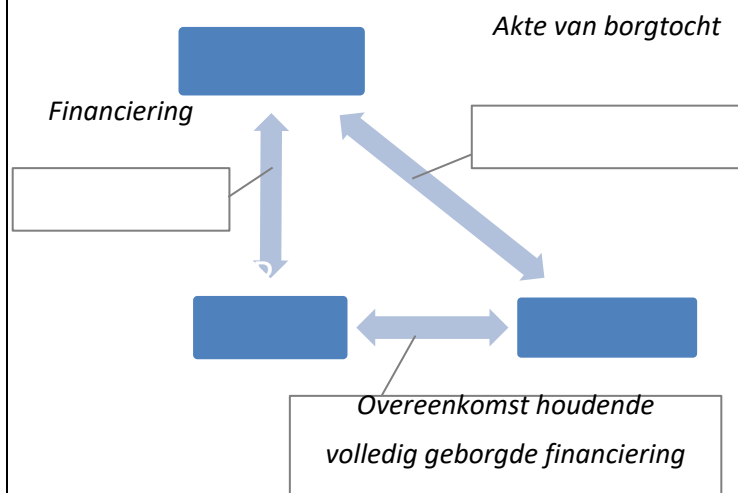 Akte van borgtocht
Financiering
Overeenkomst houdende
volledig geborgde financiering